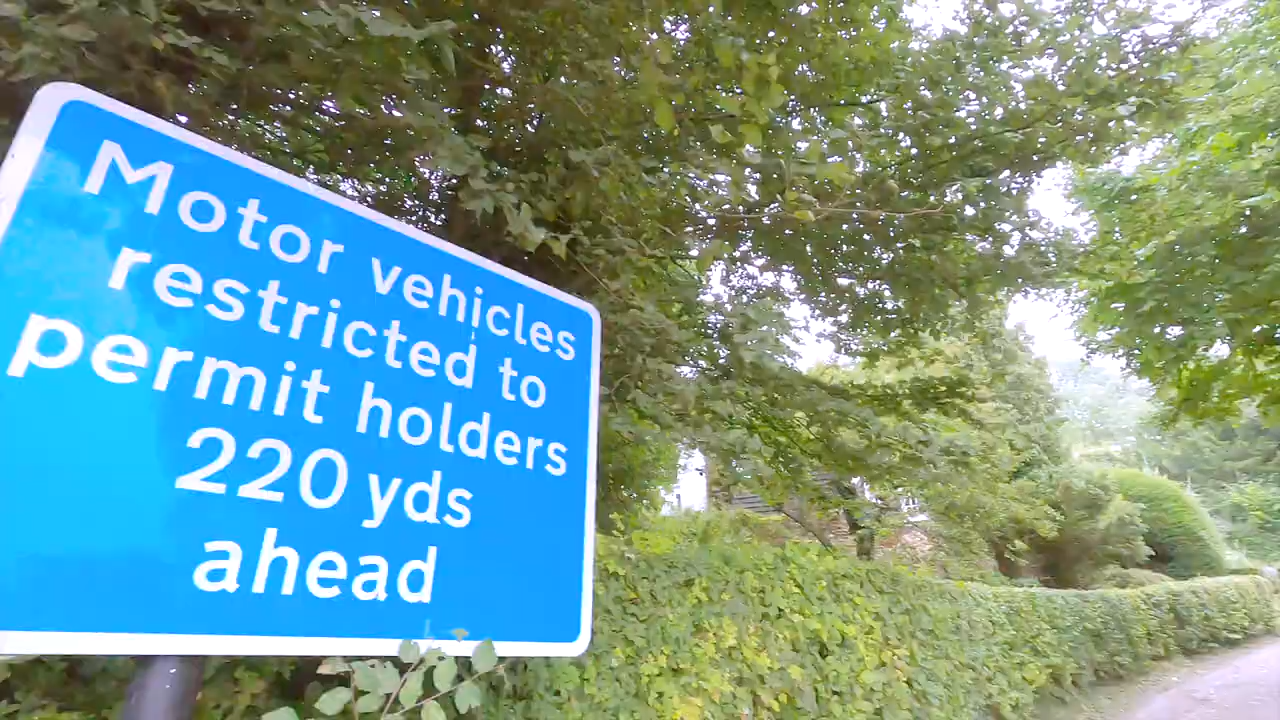 Motor vehicles
restricted to
permit holders
220 yds
ahead